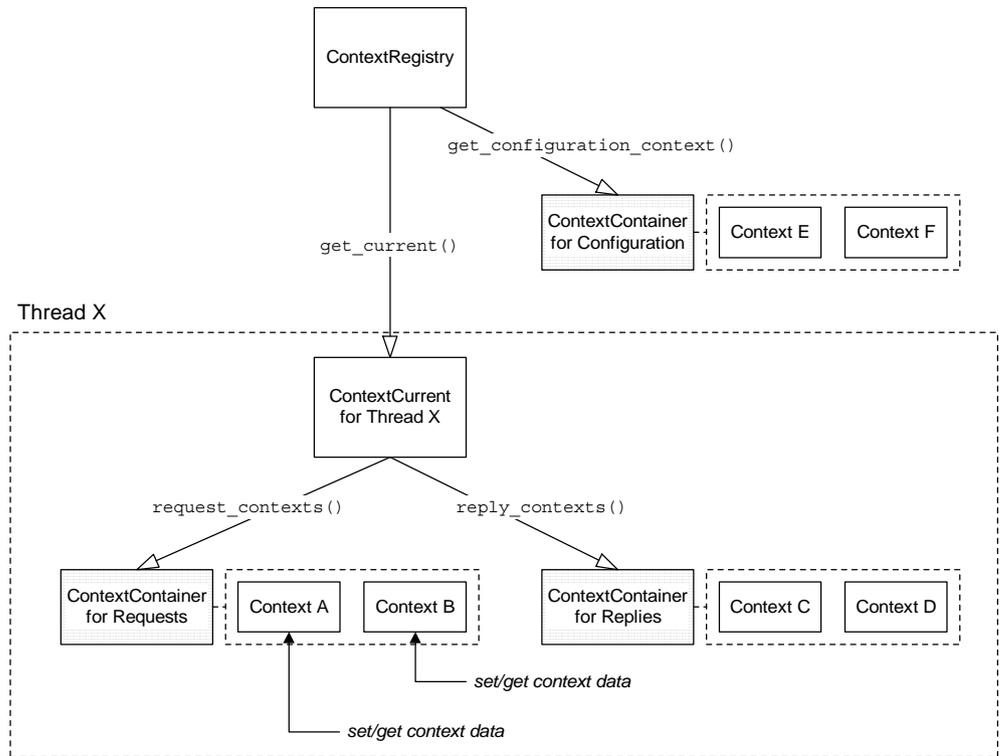 ContextRegistry
get_configuration_context()
ContextContainer
for Configuration
Context E
Context F
get_current()
Thread X
ContextCurrent
for Thread X
request_contexts()
reply_contexts()
ContextContainer
for Requests
Context A
Context B
ContextContainer
for Replies
Context C
Context D
set/get context data
set/get context data